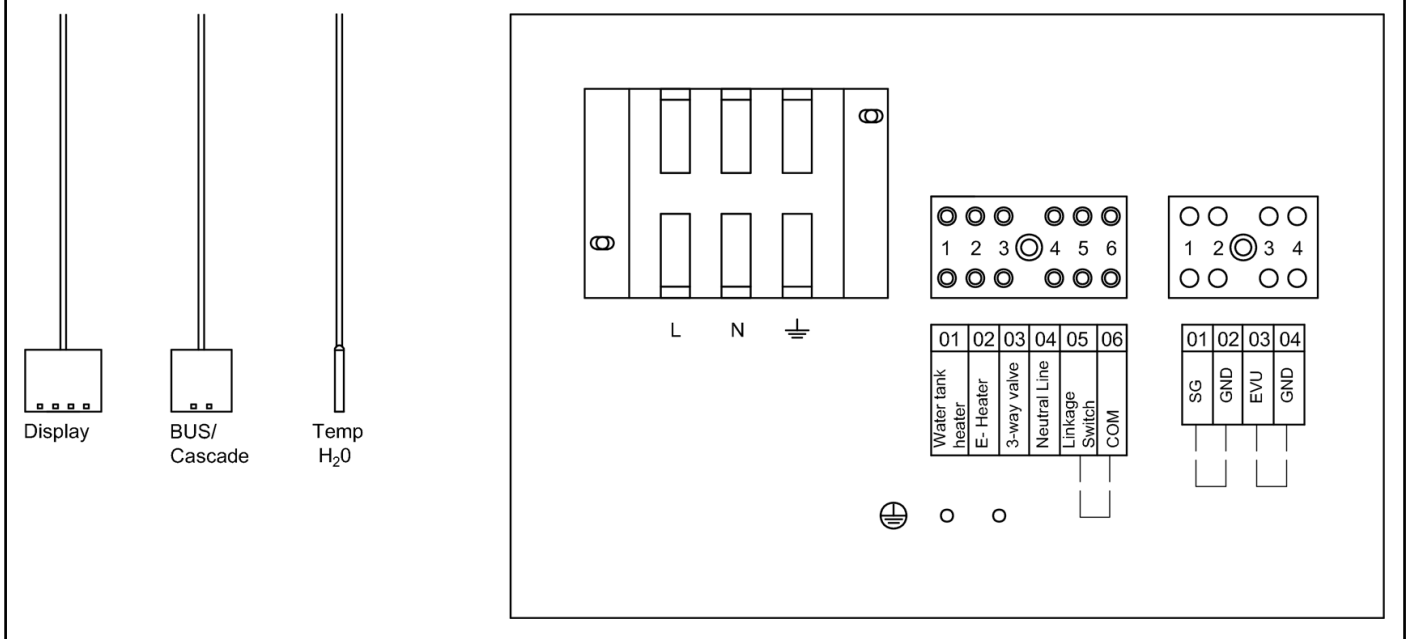 Display
BUS/
Cascade
Temp
H₂0
L
N
1 2 3 4 5 6
01 02 03 04 05 06
Water tank
heater
E- Heater
3-way valve
Neutral Line
Linkage
Switch
COM
1 2 3 4
01 02 03 04
SG
GND
EVU
GND